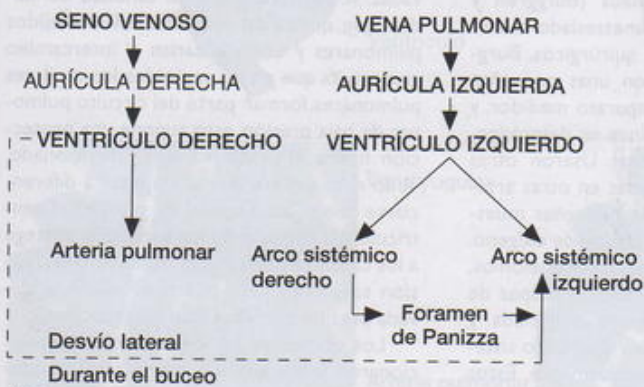 SENO VENOSO
VENA PULMONAR
AURÍCULA DERECHA
AURÍCULA IZQUIERDA
VENTRÍCULO DERECHO
VENTRÍCULO IZQUIERDO
Arteria pulmonar
Arco sistémico
derecho
Arco sistémico
izquierdo
Foramen
de Panizza
Desvío lateral
Durante el buceo